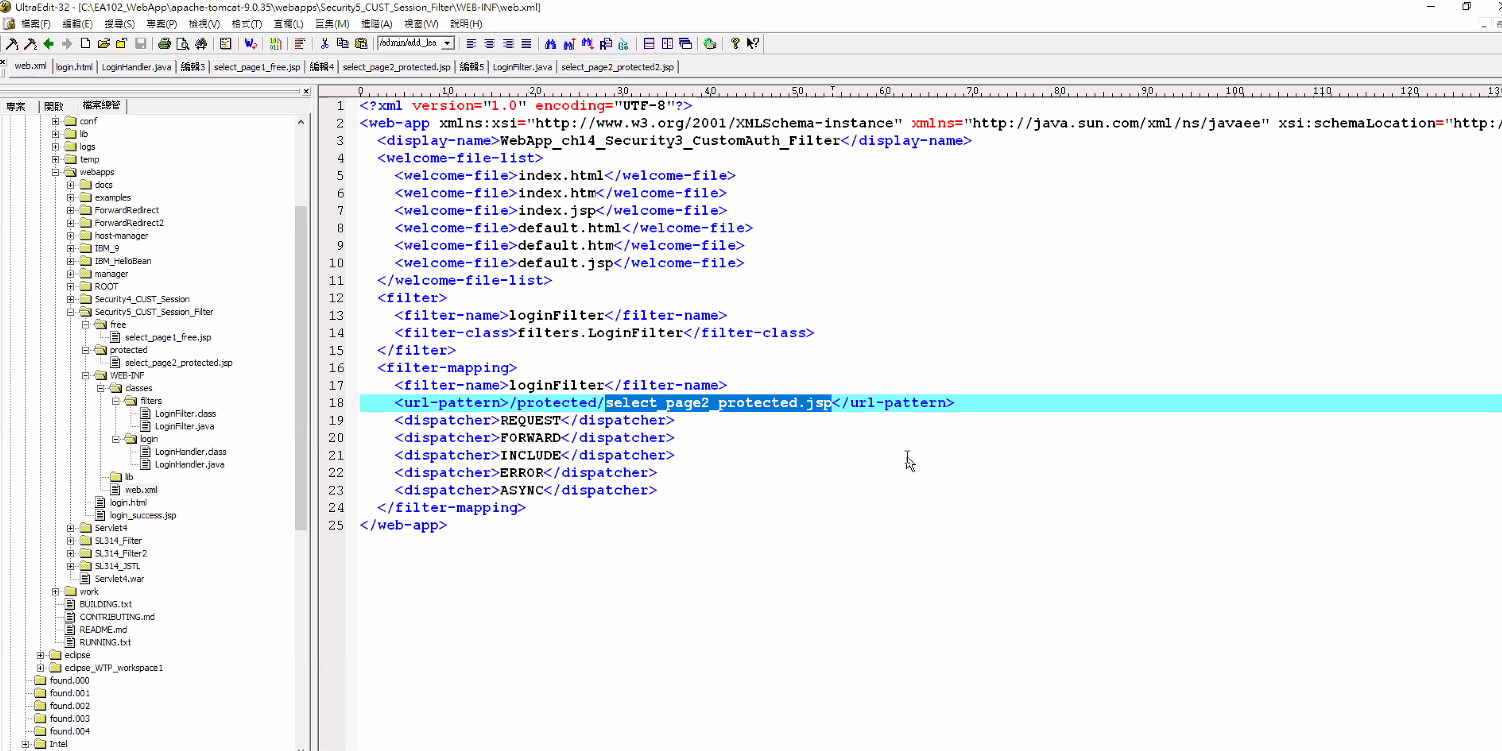 UltraEdit-32 - [C:\EA102_WebApp\apache-tomcat-9.0.35\webapps\Security5_CUST_Session_Filter\WEB-INF\web.xml]
檔案(F) 編輯(E) 搜尋(S) 專案(P) 檢視(V) 格式(T) 直欄(L) 巨集(M) 進階(A) 視窗(W) 說明(H)
/admin/add_lea
web.xml login.html LoginHandler.java 編輯3 select_page1_free.jsp 編輯4 select_page2_protected.jsp 編輯5 LoginFilter.java select_page2_protected2.jsp
專案 開啟 檔案總管
conf
lib
logs
temp
webapps
docs
examples
ForwardRedirect
ForwardRedirect2
host-manager
IBM_9
IBM_HelloBean
manager
ROOT
Security4_CUST_Session
Security5_CUST_Session_Filter
free
select_page1_free.jsp
protected
select_page2_protected.jsp
WEB-INF
classes
filters
LoginFilter.class
LoginFilter.java
login
LoginHandler.class
LoginHandler.java
lib
web.xml
login.html
login_success.jsp
Servlet4
SL314_Filter
SL314_Filter2
SL314_JSTL
Servlet4.war
work
BUILDING.txt
CONTRIBUTING.md
README.md
RUNNING.txt
eclipse
eclipse_WTP_workspace1
found.000
found.001
found.002
found.003
found.004
Intel
0 10 20 30 40 50 60 70 80 90 100 110 120 130
1 <?xml version="1.0" encoding="UTF-8"?>
2 <web-app xmlns:xsi="http://www.w3.org/2001/XMLSchema-instance" xmlns="http://java.sun.com/xml/ns/javaee" xsi:schemaLocation="http:/
3 <display-name>WebApp_ch14_Security3_CustomAuth_Filter</display-name>
4 <welcome-file-list>
5 <welcome-file>index.html</welcome-file>
6 <welcome-file>index.htm</welcome-file>
7 <welcome-file>index.jsp</welcome-file>
8 <welcome-file>default.html</welcome-file>
9 <welcome-file>default.htm</welcome-file>
10 <welcome-file>default.jsp</welcome-file>
11 </welcome-file-list>
12 <filter>
13 <filter-name>loginFilter</filter-name>
14 <filter-class>filters.LoginFilter</filter-class>
15 </filter>
16 <filter-mapping>
17 <filter-name>loginFilter</filter-name>
18 <url-pattern>/protected/select_page2_protected.jsp</url-pattern>
19 <dispatcher>REQUEST</dispatcher>
20 <dispatcher>FORWARD</dispatcher>
21 <dispatcher>INCLUDE</dispatcher>
22 <dispatcher>ERROR</dispatcher>
23 <dispatcher>ASYNC</dispatcher>
24 </filter-mapping>
25 </web-app>